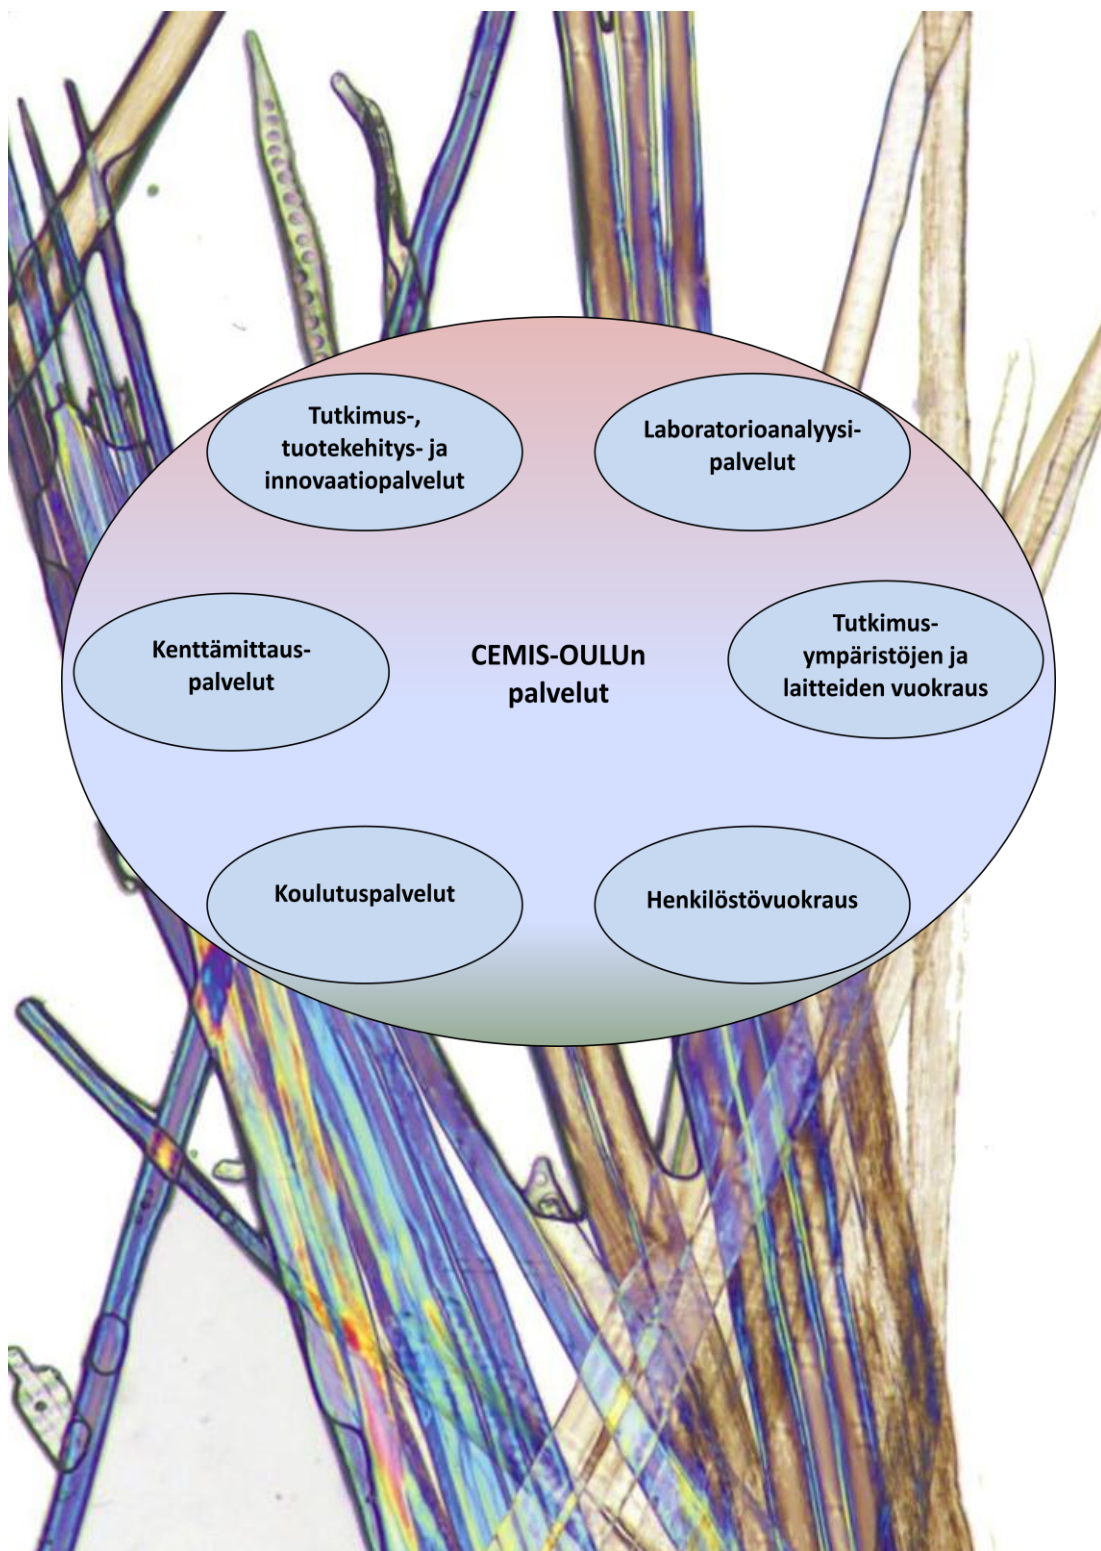 Tutkimus-,
tuotekehitys- ja
innovaatiopalvelut
Laboratorioanalyysi-
palvelut
Kenttämittaus-
palvelut
CEMIS-OULUn
palvelut
Tutkimus-
ympäristöjen ja
laitteiden vuokraus
Koulutuspalvelut
Henkilöstövuokraus